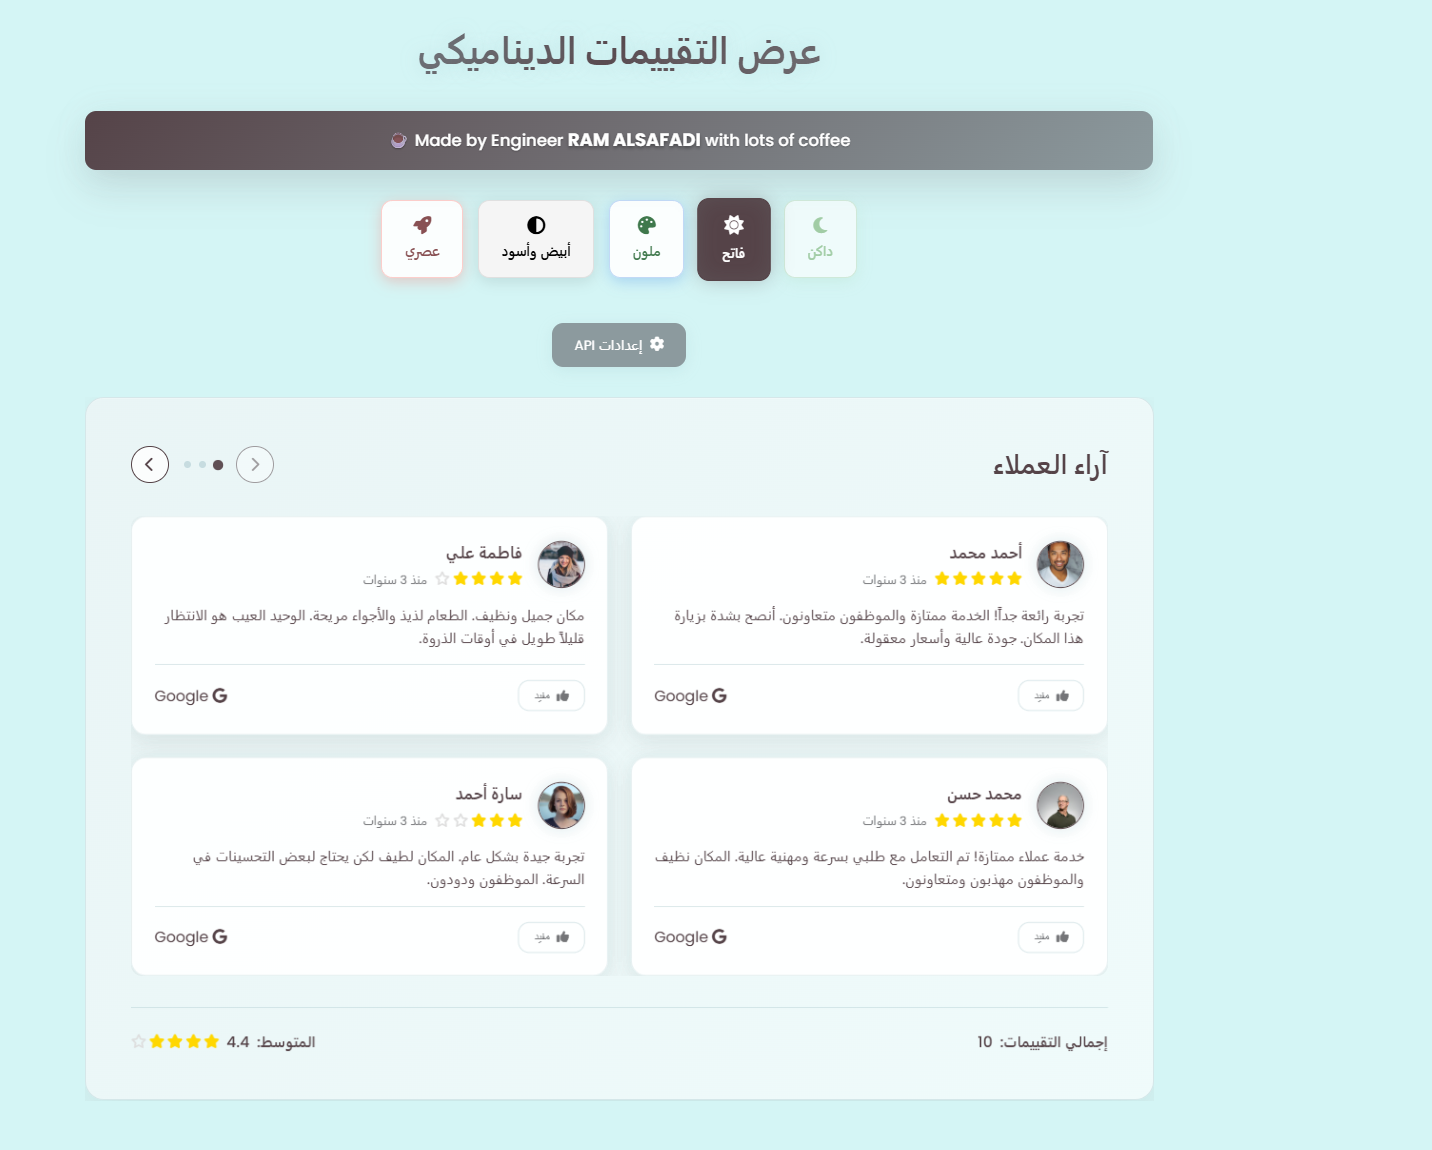 عرض التقييمات الديناميكي
Made by Engineer RAM ALSAFADI with lots of coffee
داكن
فاتح
ملون
أبيض وأسود
عصري
إعدادات API
آراء العملاء
أحمد محمد
منذ 3 سنوات
تجربة رائعة جداً! الخدمة ممتازة والموظفون متعاونون. أنصح بشدة بزيارة
هذا المكان. جودة عالية وأسعار معقولة.
مفيد
Google
فاطمة علي
منذ 3 سنوات
مكان جميل ونظيف. الطعام لذيذ والأجواء مريحة. الوحيد العيب هو الانتظار
قليلاً طويل في أوقات الذروة.
مفيد
Google
محمد حسن
منذ 3 سنوات
خدمة عملاء ممتازة! تم التعامل مع طلبي بسرعة ومهنية عالية. المكان نظيف
والموظفون مهذبون ومتعاونون.
مفيد
Google
سارة أحمد
منذ 3 سنوات
تجربة جيدة بشكل عام. المكان لطيف لكن يحتاج لبعض التحسينات في
السرعة. الموظفون ودودون.
مفيد
Google
إجمالي التقييمات: 10
المتوسط: 4.4